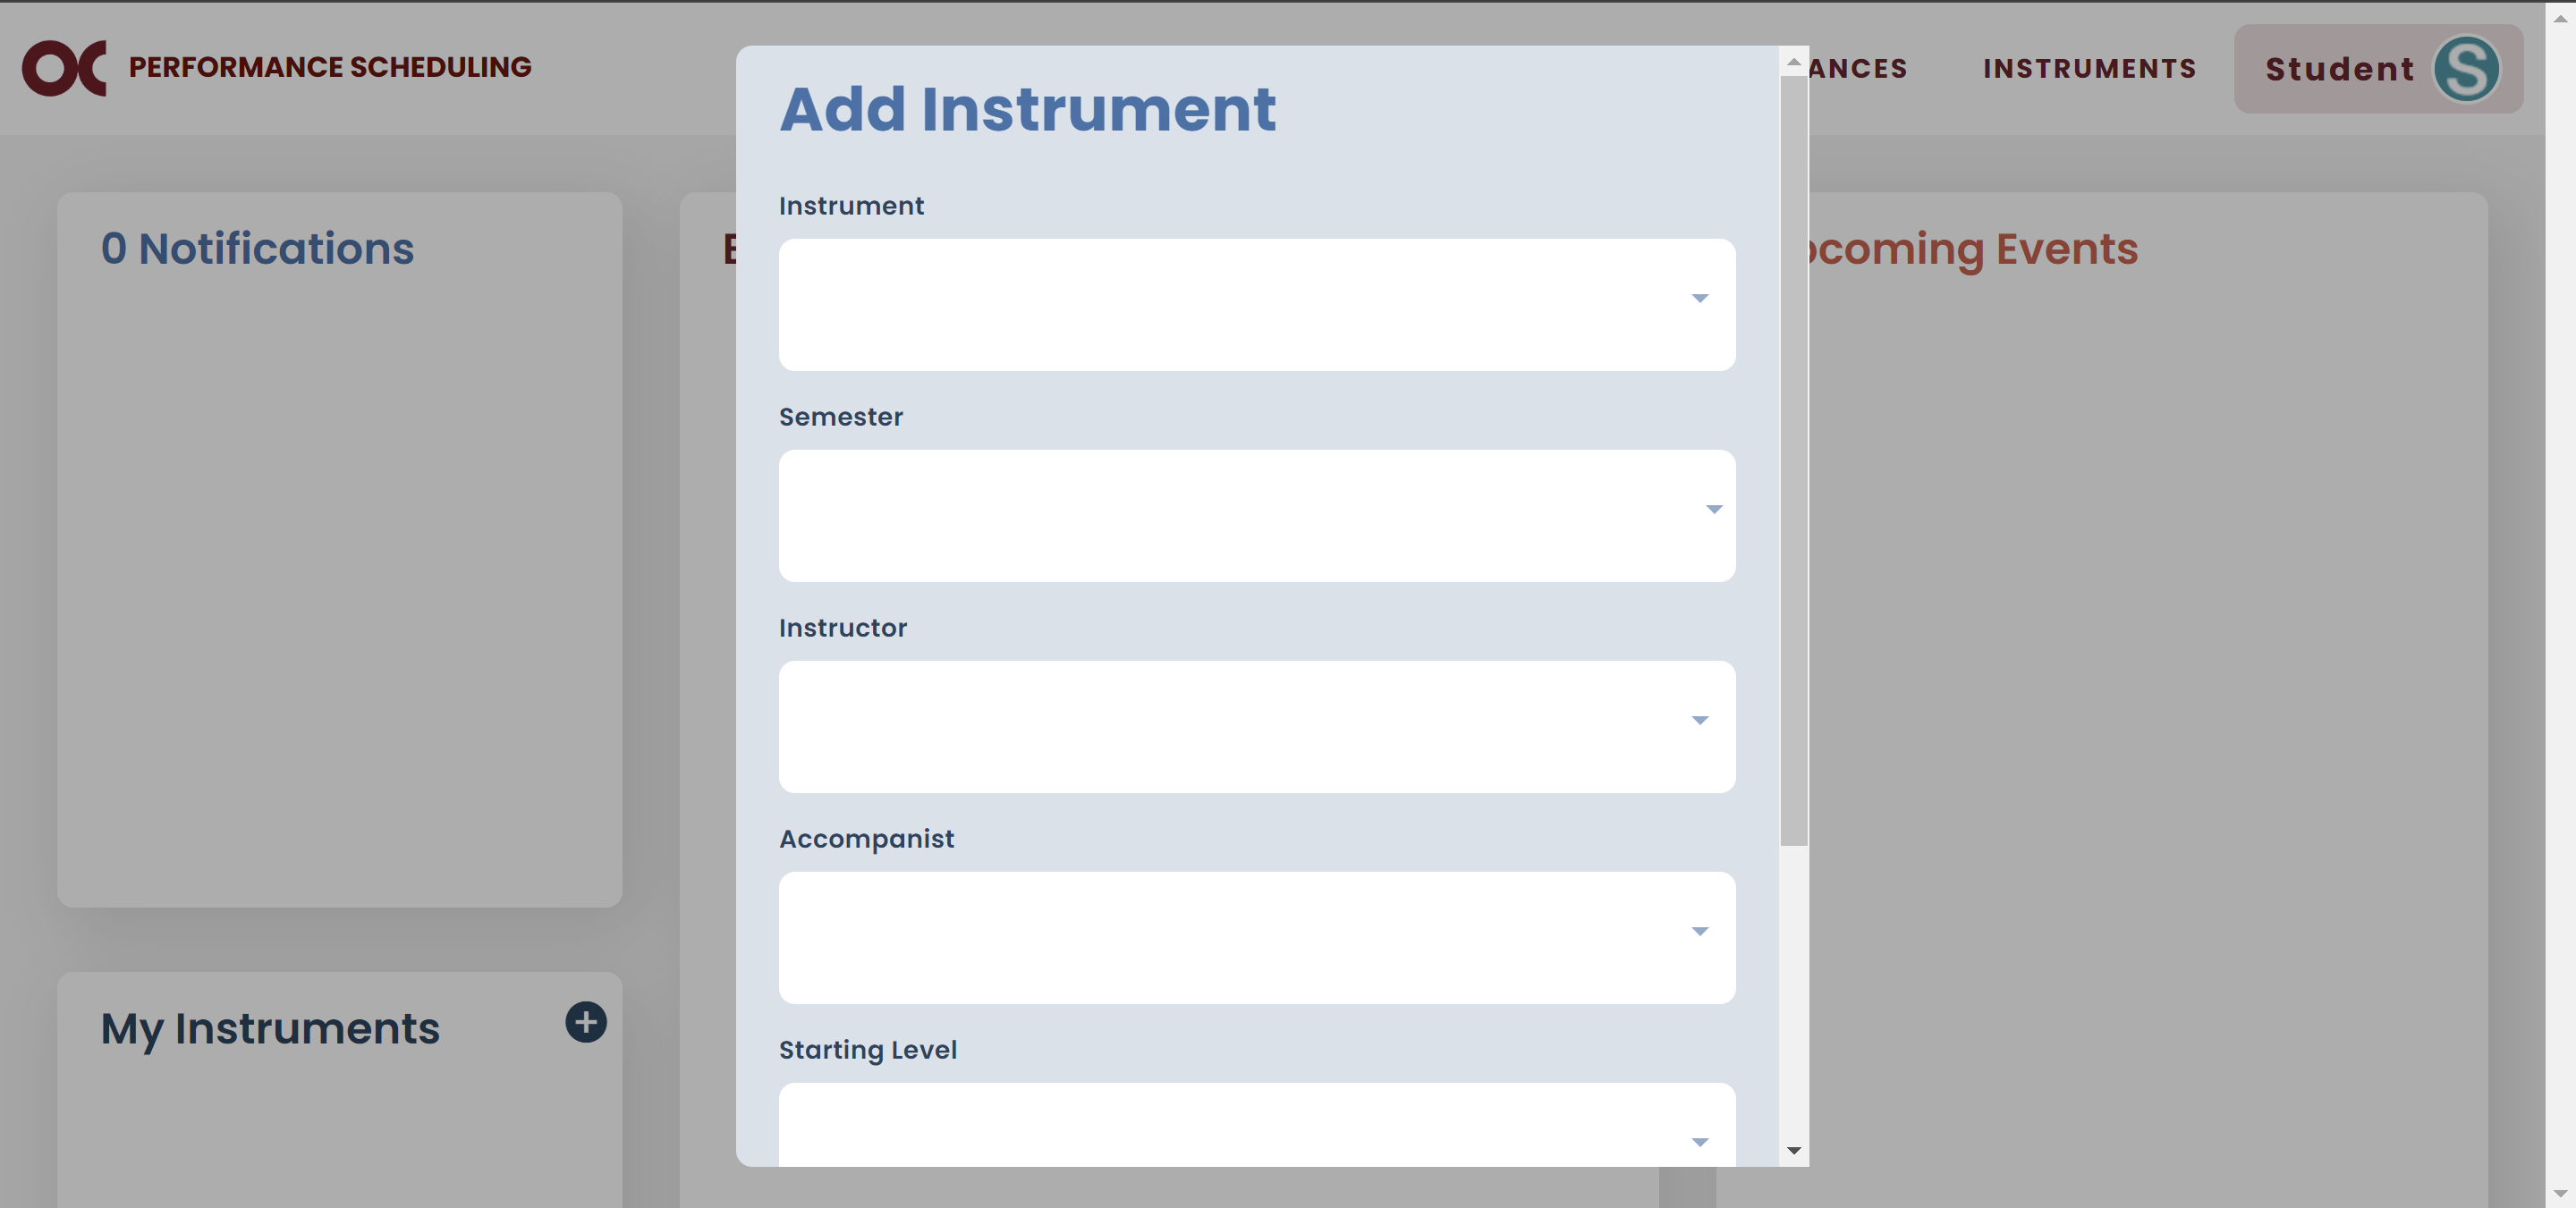 PERFORMANCE SCHEDULING
ANCES
INSTRUMENTS
Student
S
Add Instrument
Instrument
Semester
Instructor
Accompanist
Starting Level
0 Notifications
coming Events
My Instruments